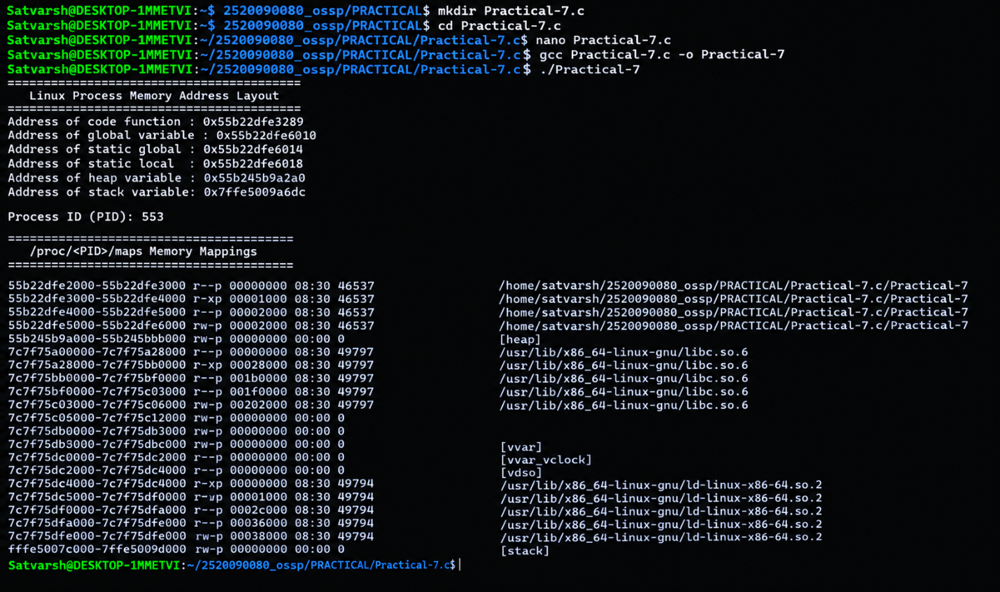 Satvarsh@DESKTOP-1MMETVI:~$ 2520090080_ossp/PRACTICAL$ mkdir Practical-7.c
Satvarsh@DESKTOP-1MMETVI:~$ 2520090080_ossp/PRACTICAL$ cd Practical-7.c
Satvarsh@DESKTOP-1MMETVI:~/2520090080_ossp/PRACTICAL/Practical-7.c$ nano Practical-7.c
Satvarsh@DESKTOP-1MMETVI:~/2520090080_ossp/PRACTICAL/Practical-7.c$ gcc Practical-7.c -o Practical-7
Satvarsh@DESKTOP-1MMETVI:~/2520090080_ossp/PRACTICAL/Practical-7.c$ ./Practical-7
========================================
Linux Process Memory Address Layout
========================================
Address of code function : 0x55b22dfe3289
Address of global variable : 0x55b22dfe6010
Address of static global : 0x55b22dfe6014
Address of static local  : 0x55b22dfe6018
Address of heap variable : 0x55b245b9a2a0
Address of stack variable: 0x7ffe5009a6dc
Process ID (PID): 553
=======================================
/proc/<PID>/maps Memory Mappings
=======================================
55b22dfe2000-55b22dfe3000 r--p 00000000 08:30 46537 /home/satvarsh/2520090080_ossp/PRACTICAL/Practical-7.c/Practical-7
55b22dfe3000-55b22dfe4000 r-xp 00001000 08:30 46537 /home/satvarsh/2520090080_ossp/PRACTICAL/Practical-7.c/Practical-7
55b22dfe4000-55b22dfe5000 r--p 00002000 08:30 46537 /home/satvarsh/2520090080_ossp/PRACTICAL/Practical-7.c/Practical-7
55b22dfe5000-55b22dfe6000 rw-p 00002000 08:30 46537 /home/satvarsh/2520090080_ossp/PRACTICAL/Practical-7.c/Practical-7
55b245b9a000-55b245bbb000 rw-p 00000000 00:00 0 [heap]
7c7f75a00000-7c7f75a28000 r--p 00000000 08:30 49797 /usr/lib/x86_64-linux-gnu/libc.so.6
7c7f75a28000-7c7f75bb0000 r-xp 00028000 08:30 49797 /usr/lib/x86_64-linux-gnu/libc.so.6
7c7f75bb0000-7c7f75bf0000 r--p 001b0000 08:30 49797 /usr/lib/x86_64-linux-gnu/libc.so.6
7c7f75bf0000-7c7f75c03000 r--p 001f0000 08:30 49797 /usr/lib/x86_64-linux-gnu/libc.so.6
7c7f75c03000-7c7f75c06000 rw-p 00202000 08:30 49797 /usr/lib/x86_64-linux-gnu/libc.so.6
7c7f75c05000-7c7f75c12000 rw-p 00000000 00:00 0
7c7f75db0000-7c7f75db3000 rw-p 00000000 00:00 0
7c7f75db3000-7c7f75dbc000 rw-p 00000000 00:00 0 [vvar]
7c7f75dc0000-7c7f75dc2000 r--p 00000000 00:00 0 [vvar_vclock]
7c7f75dc2000-7c7f75dc4000 r--p 00000000 00:00 0 [vdso]
7c7f75dc4000-7c7f75dc4000 r-xp 00000000 08:30 49794 /usr/lib/x86_64-linux-gnu/ld-linux-x86-64.so.2
7c7f75dc5000-7c7f75df0000 00001000 08:30 49794 /usr/lib/x86_64-linux-gnu/ld-linux-x86-64.so.2
7c7f75df0000-7c7f75dfa000 r--p 0002c000 08:30 49794 /usr/lib/x86_64-linux-gnu/ld-linux-x86-64.so.2
7c7f75dfa000-7c7f75dfe000 r--p 00036000 08:30 49794 /usr/lib/x86_64-linux-gnu/ld-linux-x86-64.so.2
7c7f75dfe000-7c7f75dfe000 rw-p 00038000 08:30 49794 /usr/lib/x86_64-linux-gnu/ld-linux-x86-64.so.2
fffe5007c000-7ffe5009d000 rw-p 00000000 00:00 0 [stack]
Satvarsh@DESKTOP-1MMETVI:~/2520090080_ossp/PRACTICAL/Practical-7.c$